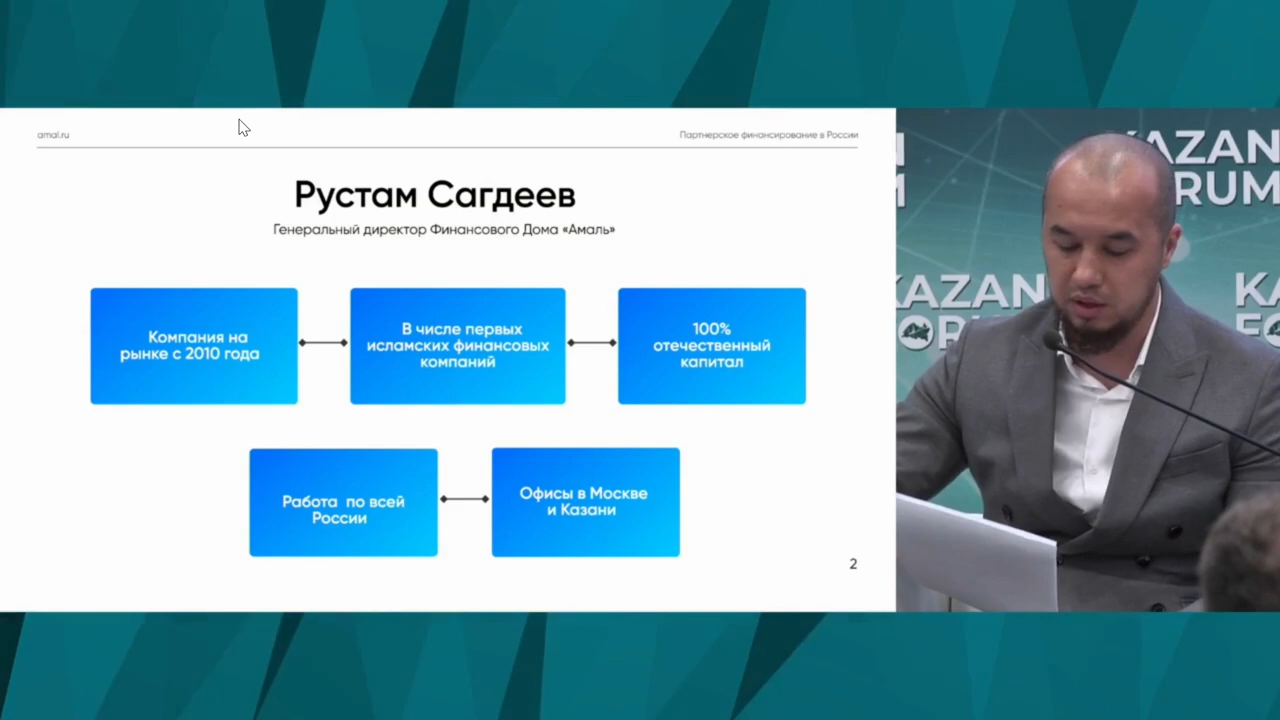 amal.ru
Партнерское финансирование в России
Рустам Сагдеев
Генеральный директор Финансового Дома «Амаль»
Компания на
рынке с 2010 года
В числе первых
исламских финансовых
компаний
100%
отечественный
капитал
Работа по всей
России
Офисы в Москве
и Казани
2
KAZAN
FORUM
KAZAN
FORUM